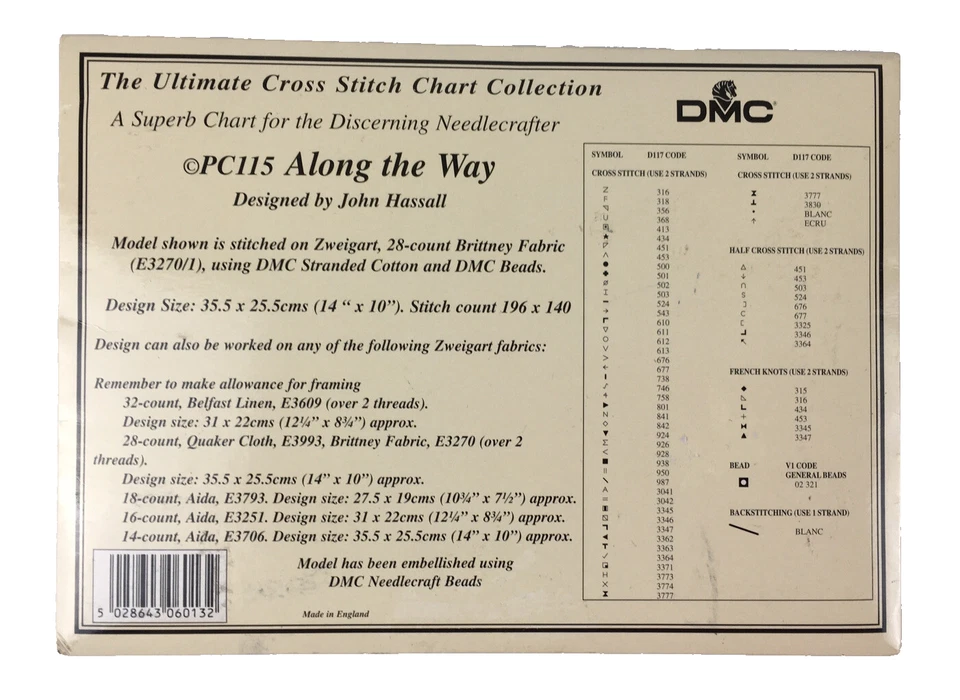 The Ultimate Cross Stitch Chart Collection
A Superb Chart for the Discerning Needlecrafter
©PC115 Along the Way
Designed by John Hassall
Model shown is stitched on Zweigart, 28-count Brittney Fabric
(E3270/1), using DMC Stranded Cotton and DMC Beads.
Design Size: 35.5 x 25.5cms (14 “ x 10”). Stitch count 196 x 140
Design can also be worked on any of the following Zweigart fabrics:
Remember to make allowance for framing
32-count, Belfast Linen, E3609 (over 2 threads).
Design size: 31 x 22cms (12¼” x 8¾”) approx.
28-count, Quaker Cloth, E3993, Brittney Fabric, E3270 (over 2
threads).
Design size: 35.5 x 25.5cms (14” x 10”) approx.
18-count, Aida, E3793. Design size: 27.5 x 19cms (10¾” x 7½”) approx.
16-count, Aida, E3251. Design size: 31 x 22cms (12¼” x 8¾”) approx.
14-count, Aida, E3706. Design size: 35.5 x 25.5cms (14” x 10”) approx.
Model has been embellished using
DMC Needlecraft Beads
5 028643 060132
Made in England
DMC®
SYMBOL D117 CODE
CROSS STITCH (USE 2 STRANDS)
Z 316
F 318
356
U 368
413
★ 434
451
∧ 453
● 500
◆ 501
ø 502
I 503
– 524
→ 543
610
▽ 611
O 612
V 613
> 676
← 677
738
746
758
▶ 801
N 841
◇ 842
▼ 924
Σ 926
< 928
■ 938
= 950
\ 987
A 3041
= 3042
3345
3346
3347
◀ 3362
T 3363
✓ 3364
3371
H 3773
X 3774
3777
SYMBOL D117 CODE
CROSS STITCH (USE 2 STRANDS)
3777
3830
• BLANC
↑ ECRU
HALF CROSS STITCH (USE 2 STRANDS)
△ 451
↓ 453
∩ 503
S 524
676
C 677
3325
3346
3364
FRENCH KNOTS (USE 2 STRANDS)
◆ 315
316
L 434
+ 453
3345
▲ 3347
BEAD V1 CODE
GENERAL BEADS
02 321
BACKSTITCHING (USE 1 STRAND)
BLANC